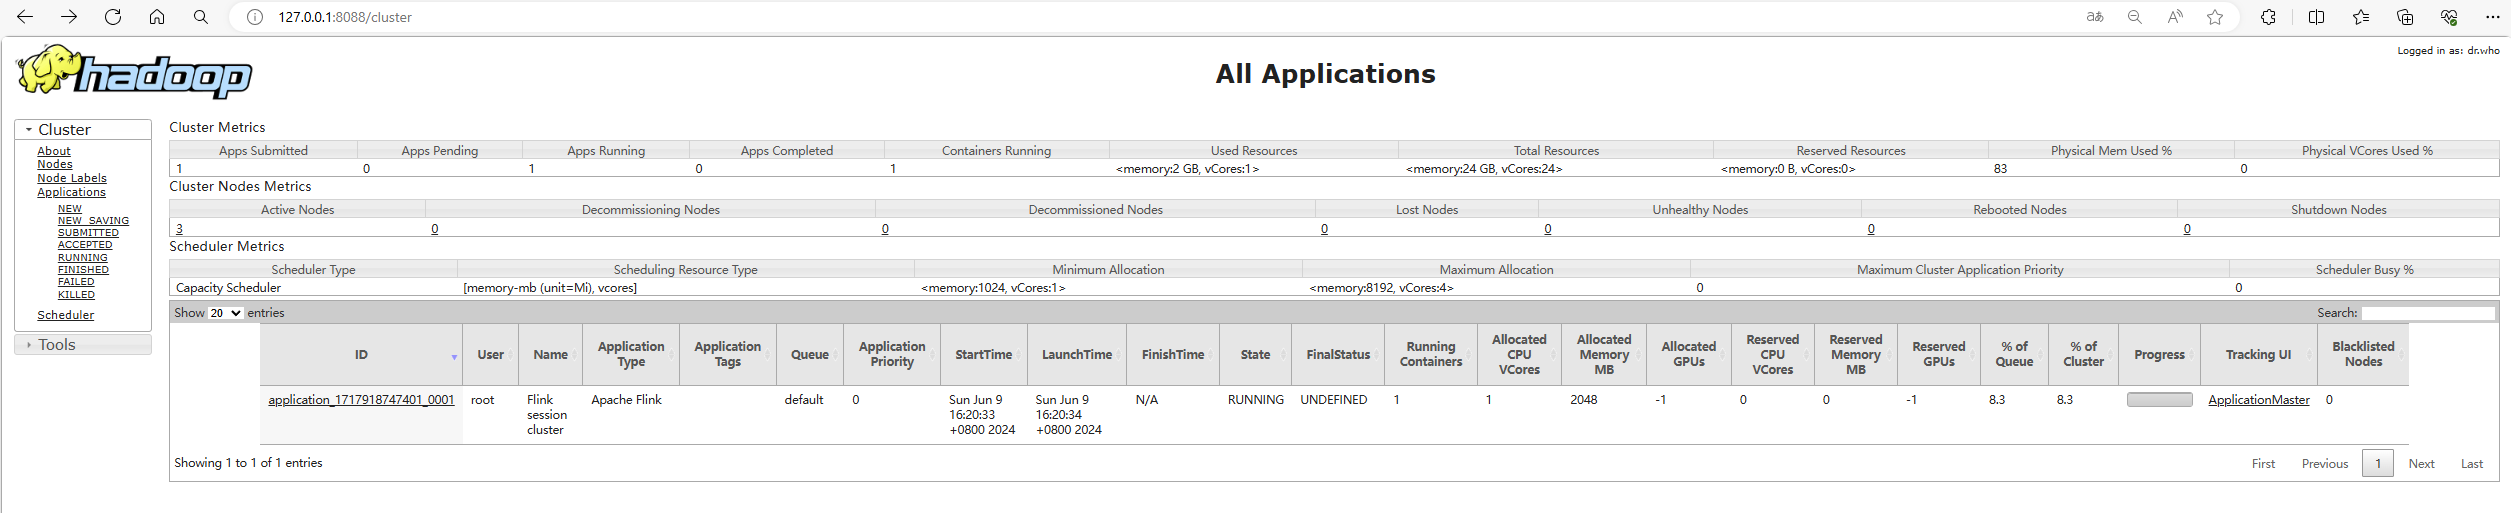 127.0.0.1:8088/cluster
Logged in as: dr.who
hadoop
All Applications
Cluster
About
Nodes
Node Labels
Applications
NEW
NEW_SAVING
SUBMITTED
ACCEPTED
RUNNING
FINISHED
FAILED
KILLED
Scheduler
Tools
Cluster Metrics
Apps Submitted Apps Pending Apps Running Apps Completed Containers Running Used Resources Total Resources Reserved Resources Physical Mem Used % Physical VCores Used %
1 0 1 0 1 <memory:2 GB, vCores:1> <memory:24 GB, vCores:24> <memory:0 B, vCores:0> 83 0
Cluster Nodes Metrics
Active Nodes Decommissioning Nodes Decommissioned Nodes Lost Nodes Unhealthy Nodes Rebooted Nodes Shutdown Nodes
3 0 0 0 0 0 0
Scheduler Metrics
Scheduler Type Scheduling Resource Type Minimum Allocation Maximum Allocation Maximum Cluster Application Priority Scheduler Busy %
Capacity Scheduler [memory-mb (unit=Mi), vcores] <memory:1024, vCores:1> <memory:8192, vCores:4> 0 0
Show 20 entries Search:
ID User Name Application Type Application Tags Queue Application Priority StartTime LaunchTime FinishTime State FinalStatus Running Containers Allocated CPU VCores Allocated Memory MB Allocated GPUs Reserved CPU VCores Reserved Memory MB Reserved GPUs % of Queue % of Cluster Progress Tracking UI Blacklisted Nodes
application_1717918747401_0001 root Flink session cluster Apache Flink default 0 Sun Jun 9 16:20:33 +0800 2024 Sun Jun 9 16:20:34 +0800 2024 N/A RUNNING UNDEFINED 1 1 2048 -1 0 0 -1 8.3 8.3 ApplicationMaster 0
Showing 1 to 1 of 1 entries First Previous 1 Next Last